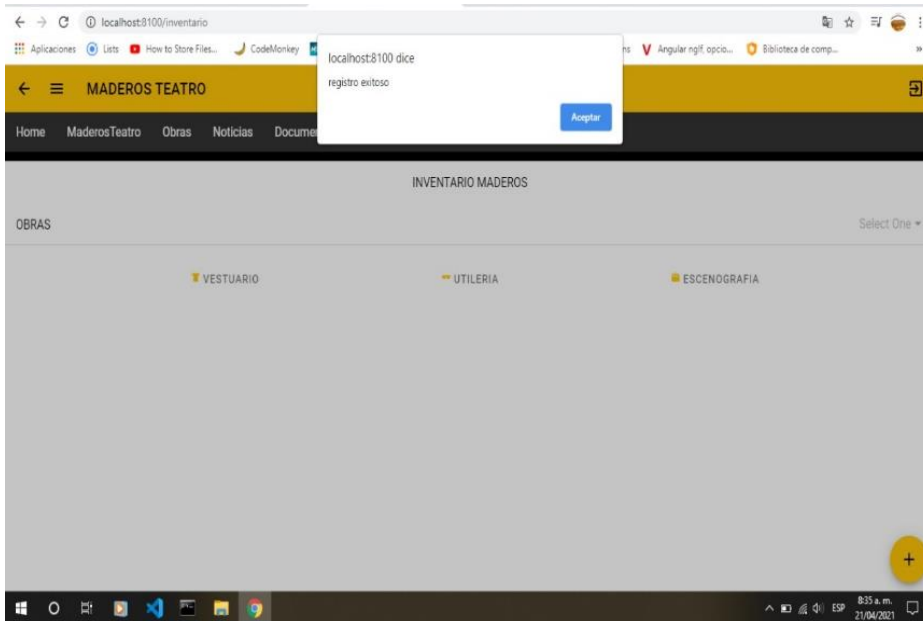 localhost:8100/inventario
Aplicaciones Lists How to Store Files... CodeMonkey Angular ngIf, opcio... Biblioteca de comp...
localhost:8100 dice
registro exitoso
Aceptar
MADEROS TEATRO
Home MaderosTeatro Obras Noticias Docume
INVENTARIO MADEROS
OBRAS Select One
VESTUARIO UTILERIA ESCENOGRAFIA
+
ESP 8:35 a. m.
21/04/2021